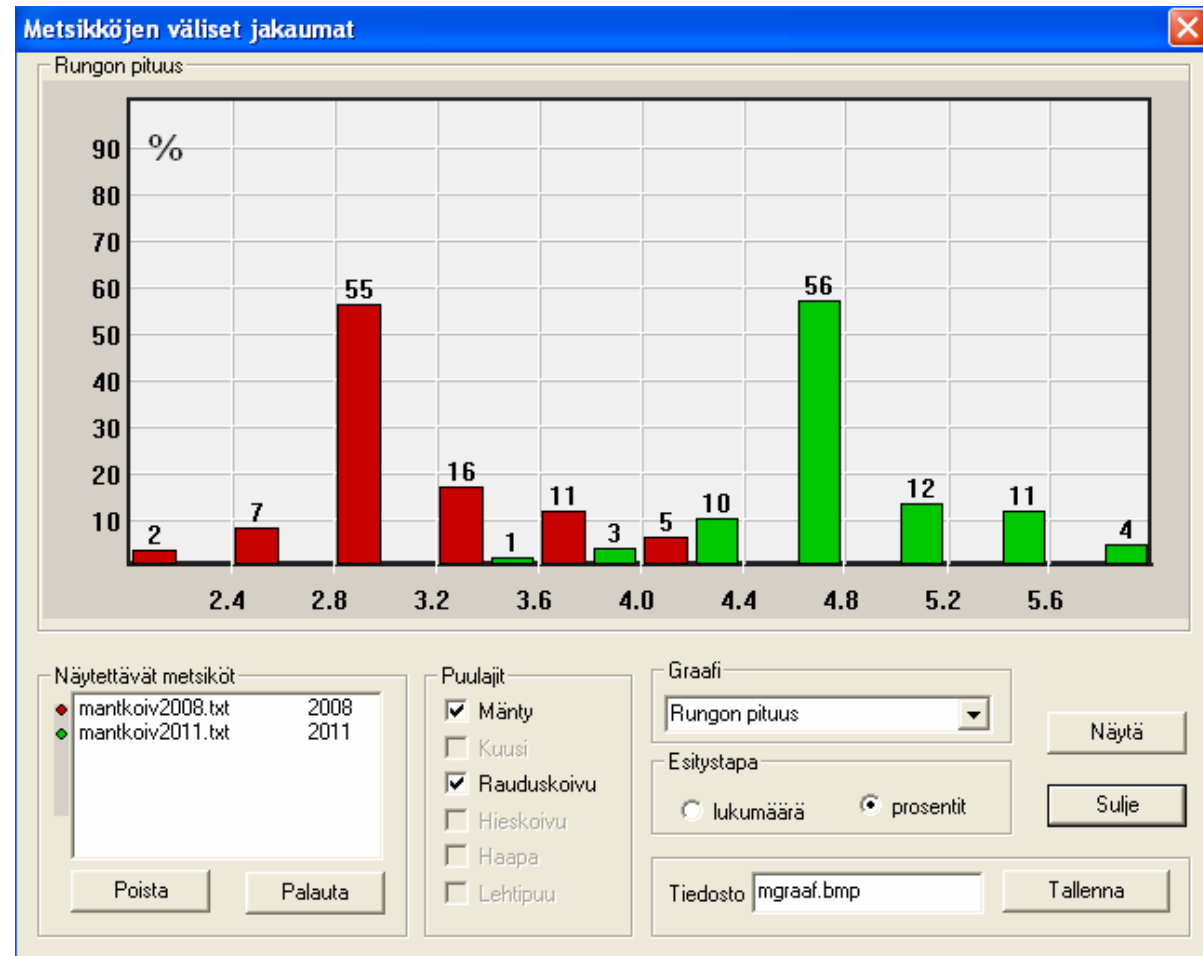 Metsikköjen väliset jakaumat
Rungon pituus
%
90
80
70
60
50
40
30
20
10
2
7
55
16
1
11
3
5
10
56
12
11
4
2.4 2.8 3.2 3.6 4.0 4.4 4.8 5.2 5.6
Näytettävät metsiköt
mantkoiv2008.txt 2008
mantkoiv2011.txt 2011
Poista Palauta
Puulajit
Mänty
Kuusi
Rauduskoivu
Hieskoivu
Haapa
Lehtipuu
Graafi
Rungon pituus
Esitystapa
lukumäärä prosentit
Tiedosto mgraaf.bmp Tallenna
Näytä
Sulje